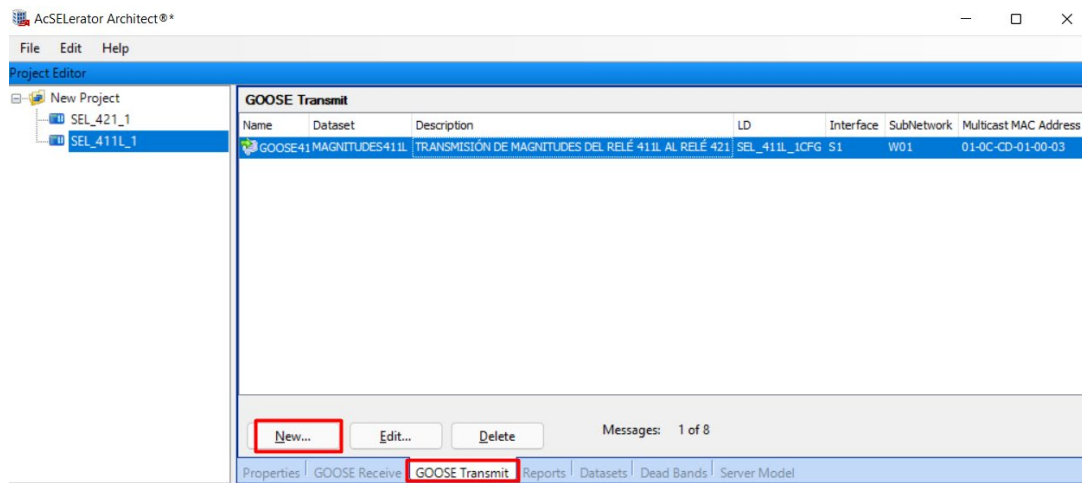 AcSELerator Architect®*
File Edit Help
Project Editor
New Project
SEL_421_1
SEL_411L_1
GOOSE Transmit
Name Dataset Description LD Interface SubNetwork Multicast MAC Address
GOOSE41 MAGNITUDES411L TRANSMISIÓN DE MAGNITUDES DEL RELÉ 411L AL RELÉ 421 SEL_411L_1CFG S1 W01 01-0C-CD-01-00-03
New... Edit... Delete Messages: 1 of 8
Properties GOOSE Receive GOOSE Transmit Reports Datasets Dead Bands Server Model